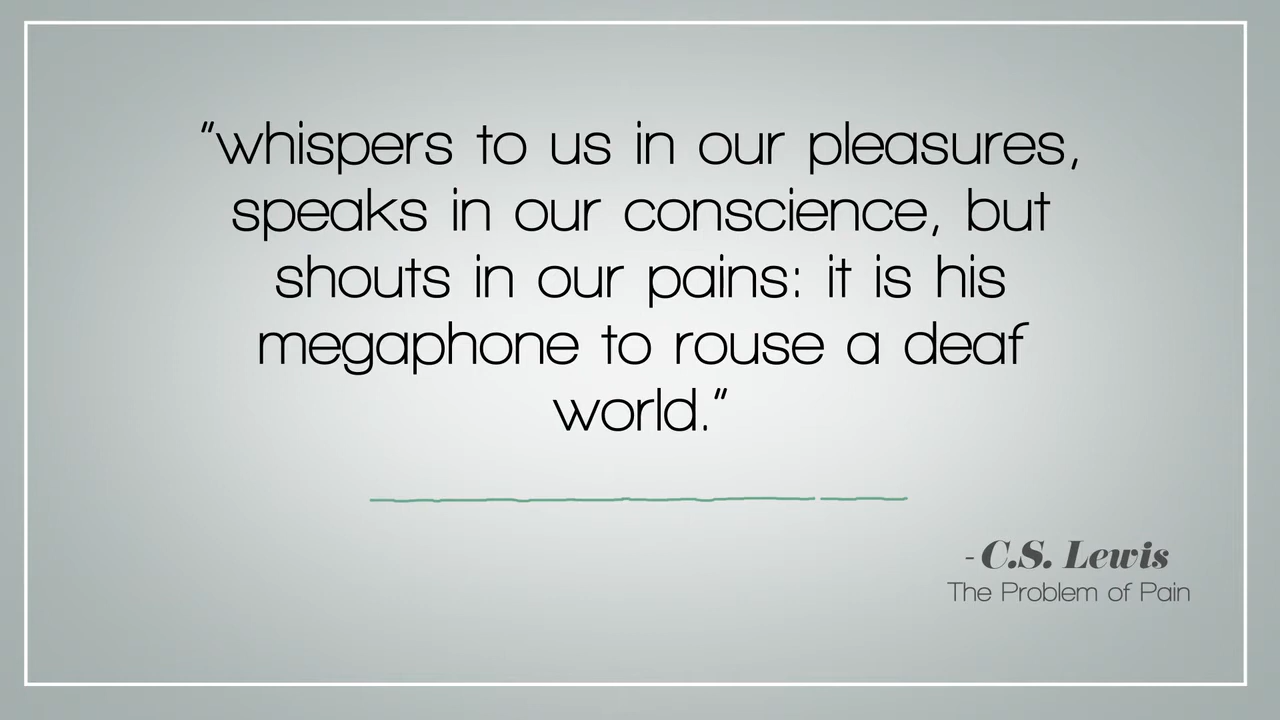 "whispers to us in our pleasures,
speaks in our conscience, but
shouts in our pains: it is his
megaphone to rouse a deaf
world."
- C.S. Lewis
The Problem of Pain